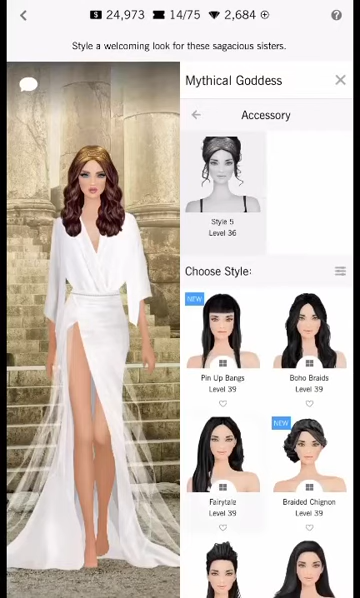 24,973 14/75 2,684
Style a welcoming look for these sagacious sisters.
Mythical Goddess
Accessory
Style 5
Level 36
Choose Style:
NEW
Pin Up Bangs
Level 39
Boho Braids
Level 39
Fairytale
Level 39
NEW
Braided Chignon
Level 39